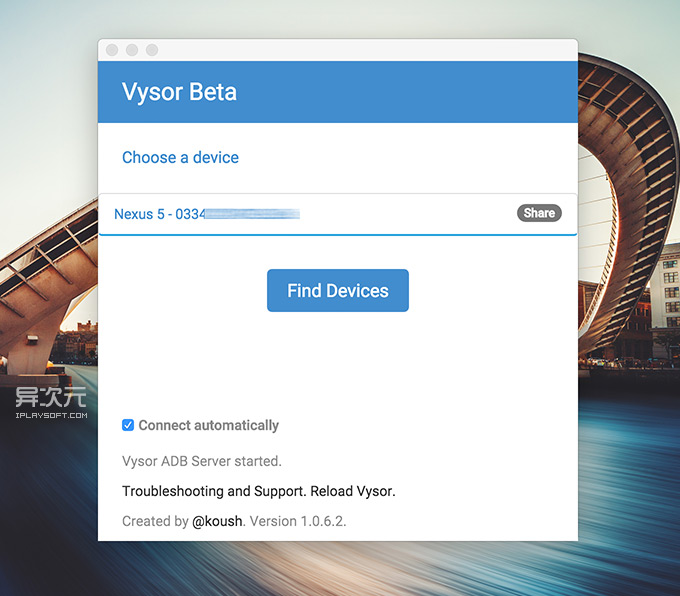 Vysor Beta
Choose a device
Nexus 5 - 0334
Share
Find Devices
Connect automatically
Vysor ADB Server started.
Troubleshooting and Support. Reload Vysor.
Created by @koush. Version 1.0.6.2.
异次元
IPLAYSOFT.COM